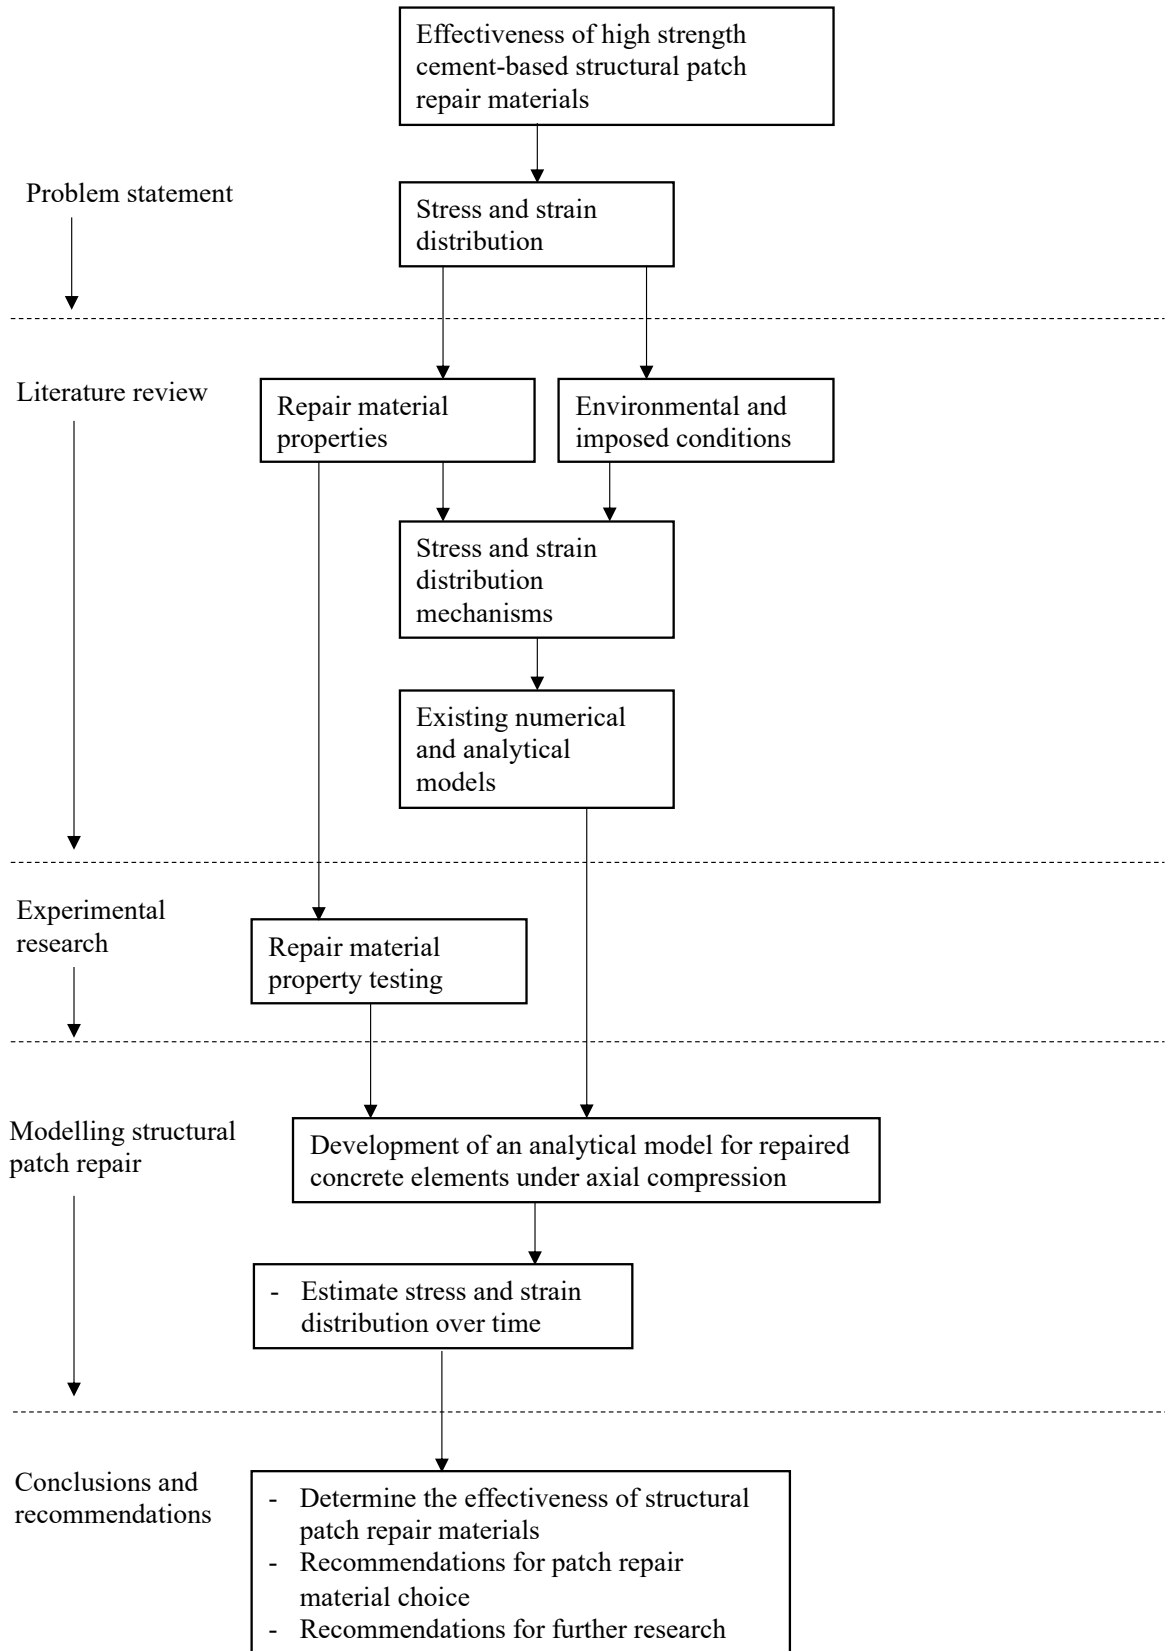 Effectiveness of high strength
cement-based structural patch
repair materials
Problem statement
Stress and strain
distribution
Literature review
Repair material
properties
Environmental and
imposed conditions
Stress and strain
distribution
mechanisms
Existing numerical
and analytical
models
Experimental
research
Repair material
property testing
Modelling structural
patch repair
Development of an analytical model for repaired
concrete elements under axial compression
- Estimate stress and strain
distribution over time
Conclusions and
recommendations
- Determine the effectiveness of structural
patch repair materials
- Recommendations for patch repair
material choice
- Recommendations for further research